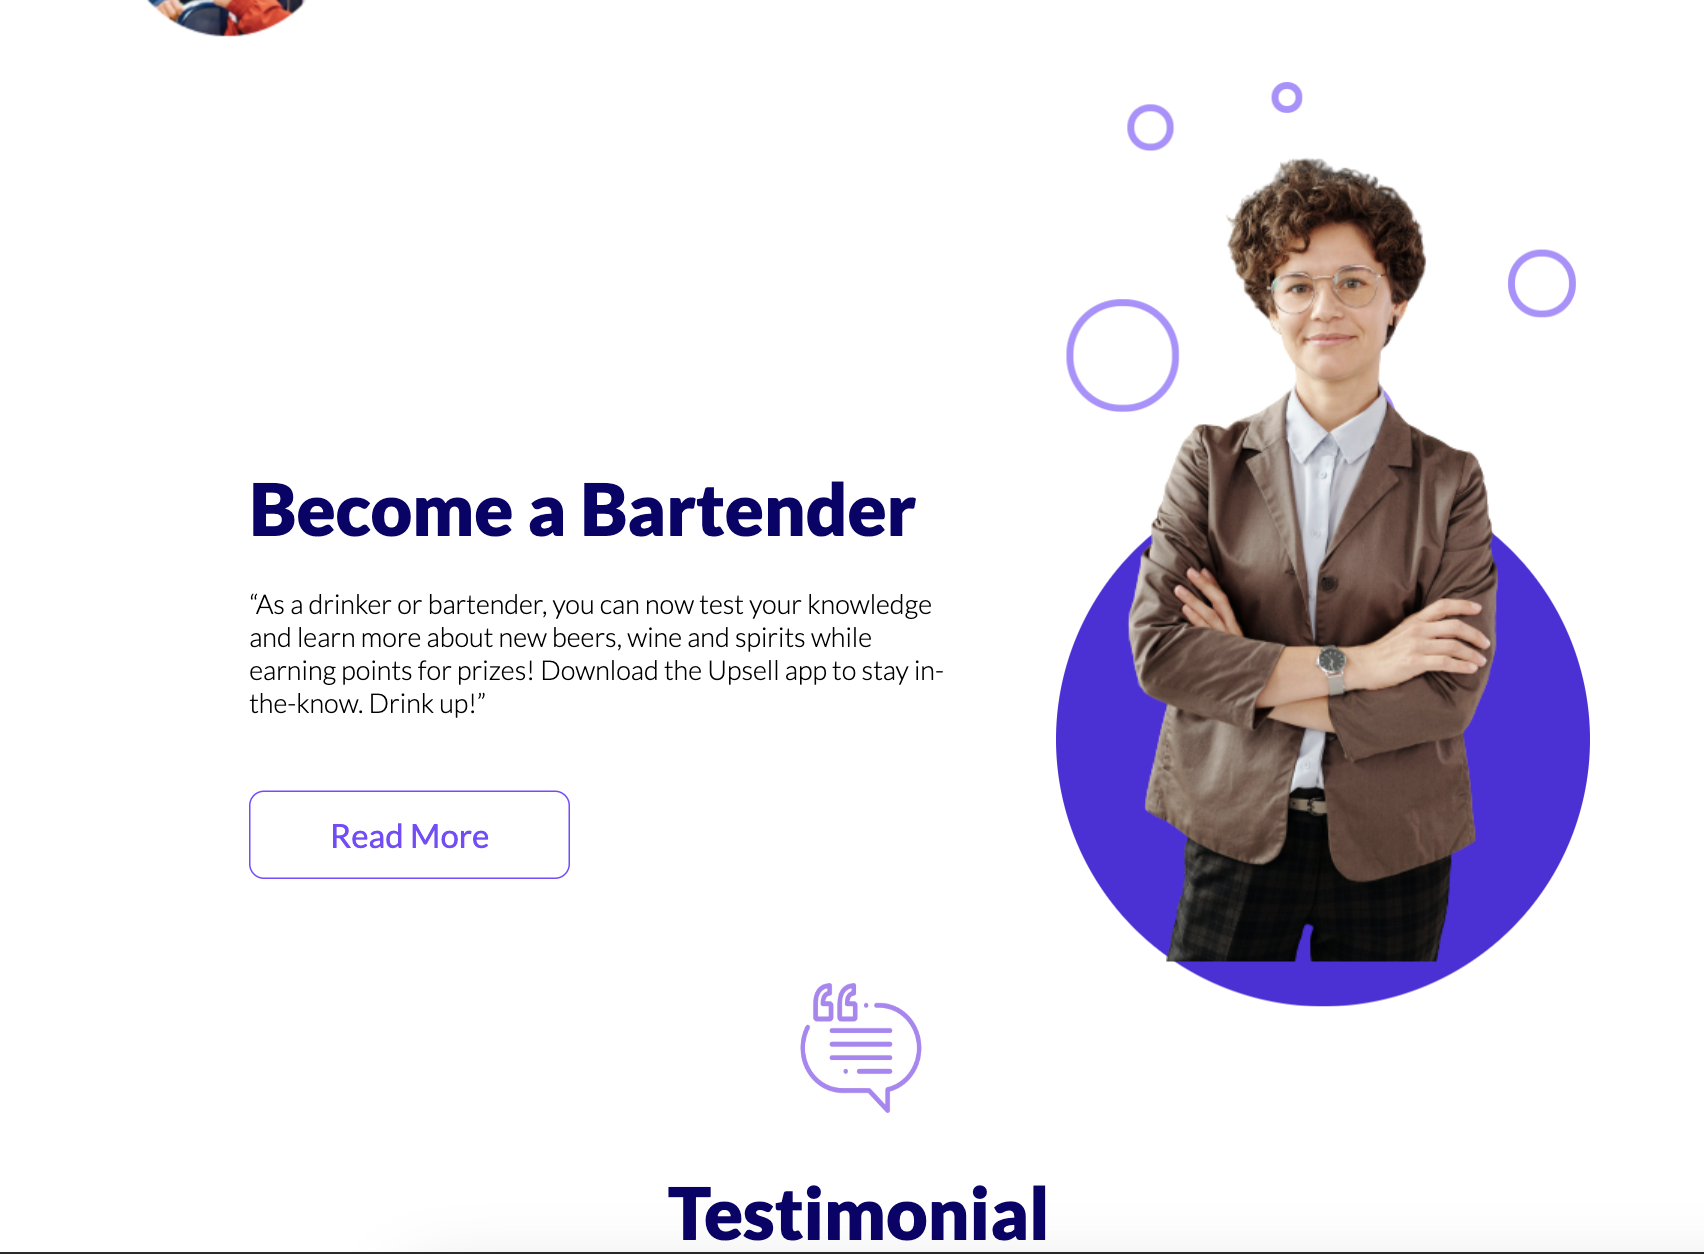 Become a Bartender
“As a drinker or bartender, you can now test your knowledge
and learn more about new beers, wine and spirits while
earning points for prizes! Download the Upsell app to stay in-
the-know. Drink up!”
Read More
Testimonial